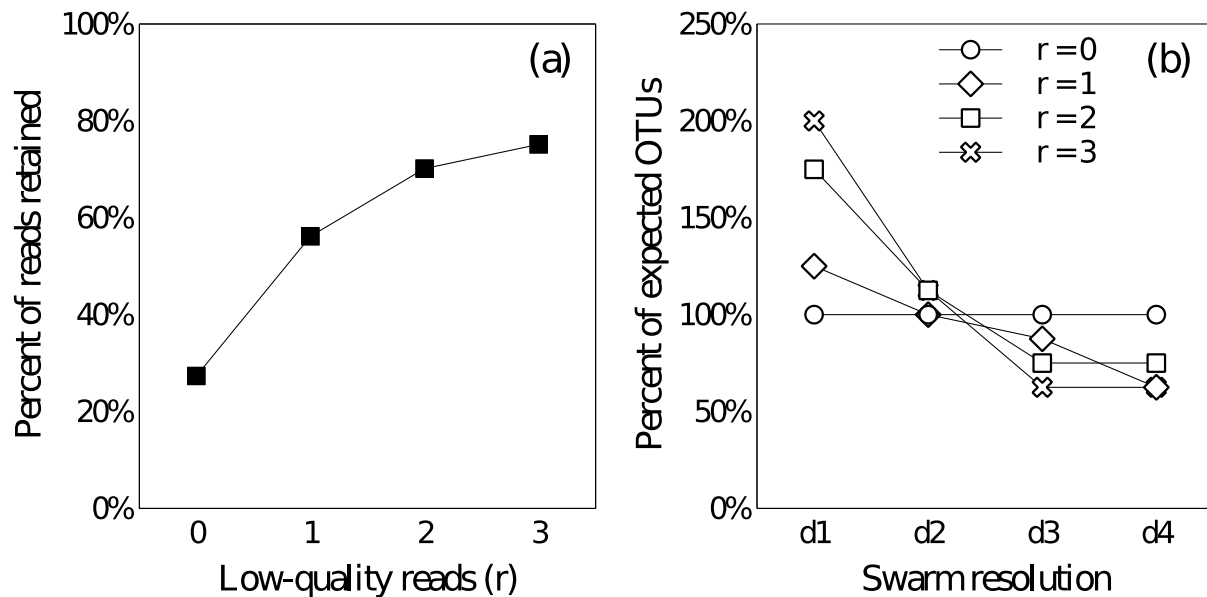 (a)
Percent of reads retained
100%
80%
60%
40%
20%
0%
0 1 2 3
Low-quality reads (r)
(b)
Percent of expected OTUs
250%
200%
150%
100%
50%
0%
r = 0
r = 1
r = 2
r = 3
d1 d2 d3 d4
Swarm resolution